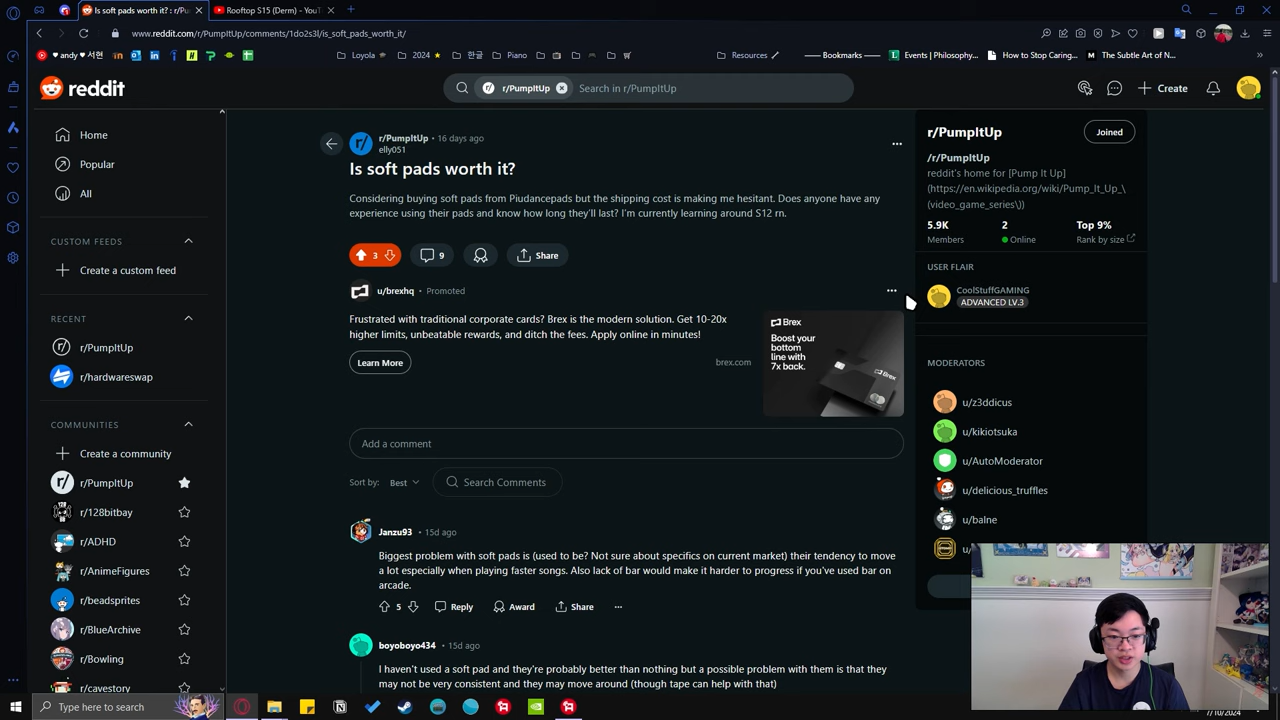 Is soft pads worth it? : r/Pum
Rooftop S15 (Derm) - YouT
www.reddit.com/r/PumpItUp/comments/1do2s3l/is_soft_pads_worth_it/
♥ andy ♥ 서현
Loyola
2024
한글
Piano
Resources
Bookmarks
Events | Philosophy...
How to Stop Caring...
The Subtle Art of N...
reddit
r/PumpItUp
Search in r/PumpItUp
Create
Home
Popular
All
CUSTOM FEEDS
Create a custom feed
RECENT
r/PumpItUp
r/hardwareswap
COMMUNITIES
Create a community
r/PumpItUp
r/128bitbay
r/ADHD
r/AnimeFigures
r/beadsprites
r/BlueArchive
r/Bowling
r/cavestory
r/PumpItUp • 16 days ago
elly051
Is soft pads worth it?
Considering buying soft pads from Piudancepads but the shipping cost is making me hesitant. Does anyone have any
experience using their pads and know how long they'll last? I'm currently learning around S12 rn.
3
9
Share
u/brexhq • Promoted
Frustrated with traditional corporate cards? Brex is the modern solution. Get 10-20x
higher limits, unbeatable rewards, and ditch the fees. Apply online in minutes!
Learn More
brex.com
Brex
Boost your
bottom
line with
7x back.
Add a comment
Sort by: Best
Search Comments
Janzu93 • 15d ago
Biggest problem with soft pads is (used to be? Not sure about specifics on current market) their tendency to move
a lot especially when playing faster songs. Also lack of bar would make it harder to progress if you've used bar on
arcade.
5
Reply
Award
Share
boyoboyo434 • 15d ago
I haven't used a soft pad and they're probably better than nothing but a possible problem with them is that they
may not be very consistent and they may move around (though tape can help with that)
r/PumpItUp
Joined
/r/PumpItUp
reddit's home for [Pump It Up]
(https://en.wikipedia.org/wiki/Pump_It_Up_\
(video_game_series\))
5.9K
Members
2
Online
Top 9%
Rank by size
USER FLAIR
CoolStuffGAMING
ADVANCED LV.3
MODERATORS
u/z3ddicus
u/kikiotsuka
u/AutoModerator
u/delicious_truffles
u/balne
Type here to search
7/10/2024